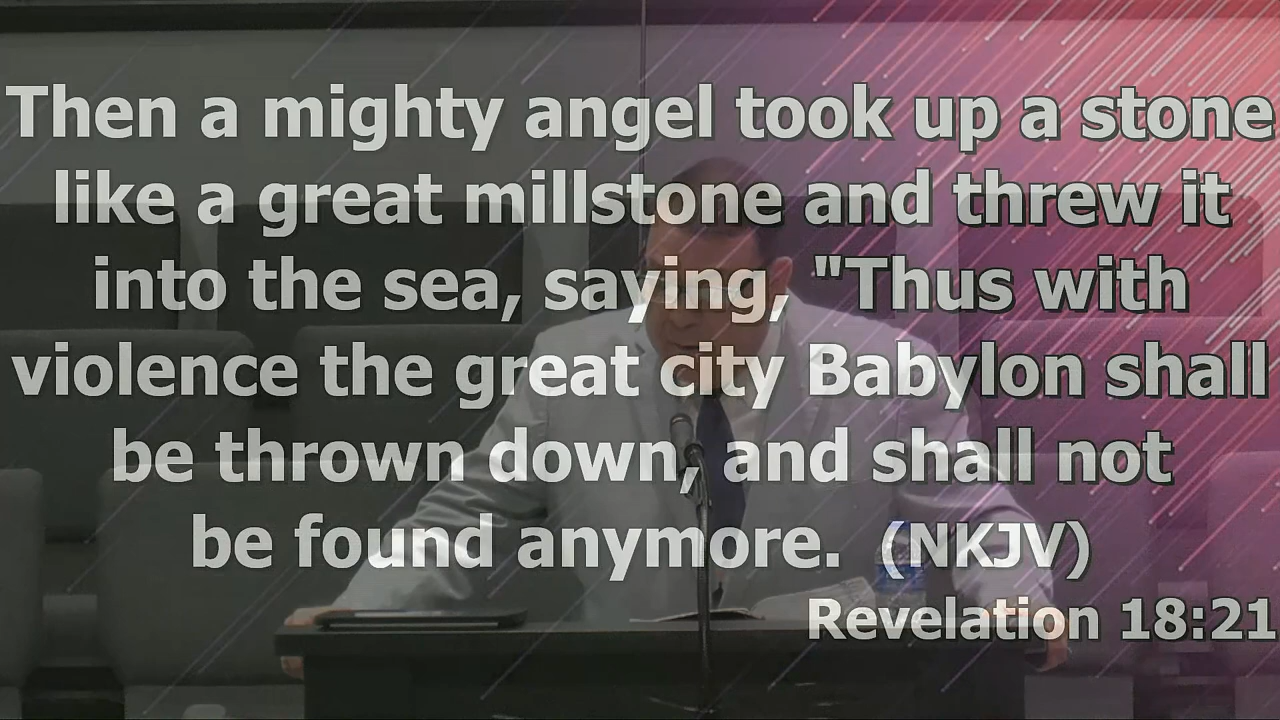 Then a mighty angel took up a stone
like a great millstone and threw it
into the sea, saying, "Thus with
violence the great city Babylon shall
be thrown down, and shall not
be found anymore.  (NKJV)
Revelation 18:21